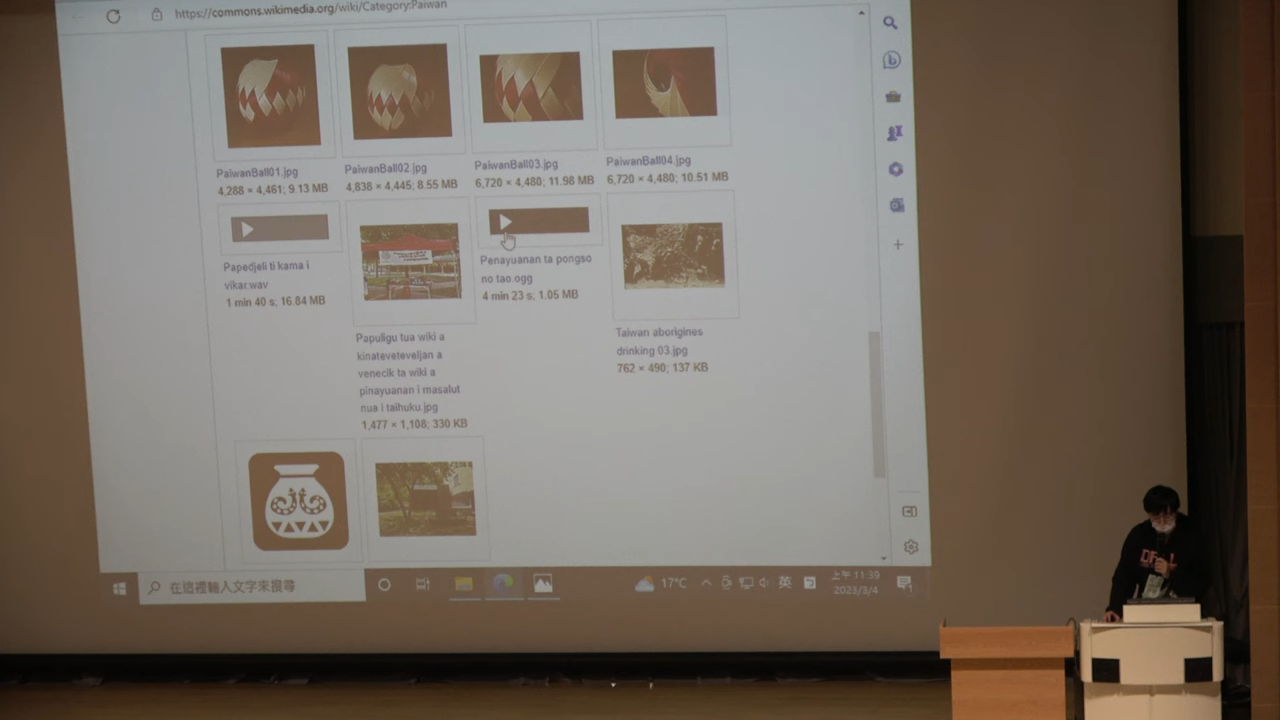 https://commons.wikimedia.org/wiki/Category:Paiwan
PaiwanBall01.jpg
4,288 × 4,461; 9.13 MB
PaiwanBall02.jpg
4,838 × 4,445; 8.55 MB
PaiwanBall03.jpg
6,720 × 4,480; 11.98 MB
PaiwanBall04.jpg
6,720 × 4,480; 10.51 MB
Papedjeli ti kama i
vikar.wav
1 min 40 s; 16.84 MB
Papuligu tua wiki a
kinateveteveljan a
venecik ta wiki a
pinayuanan i masalut
nua i taihuku.jpg
1,477 × 1,108; 330 KB
Penayuanan ta pongso
no tao.ogg
4 min 23 s; 1.05 MB
Taiwan aborigines
drinking 03.jpg
762 × 490; 137 KB
在這裡輸入文字來搜尋
17°C
英
上午 11:39
2023/3/4